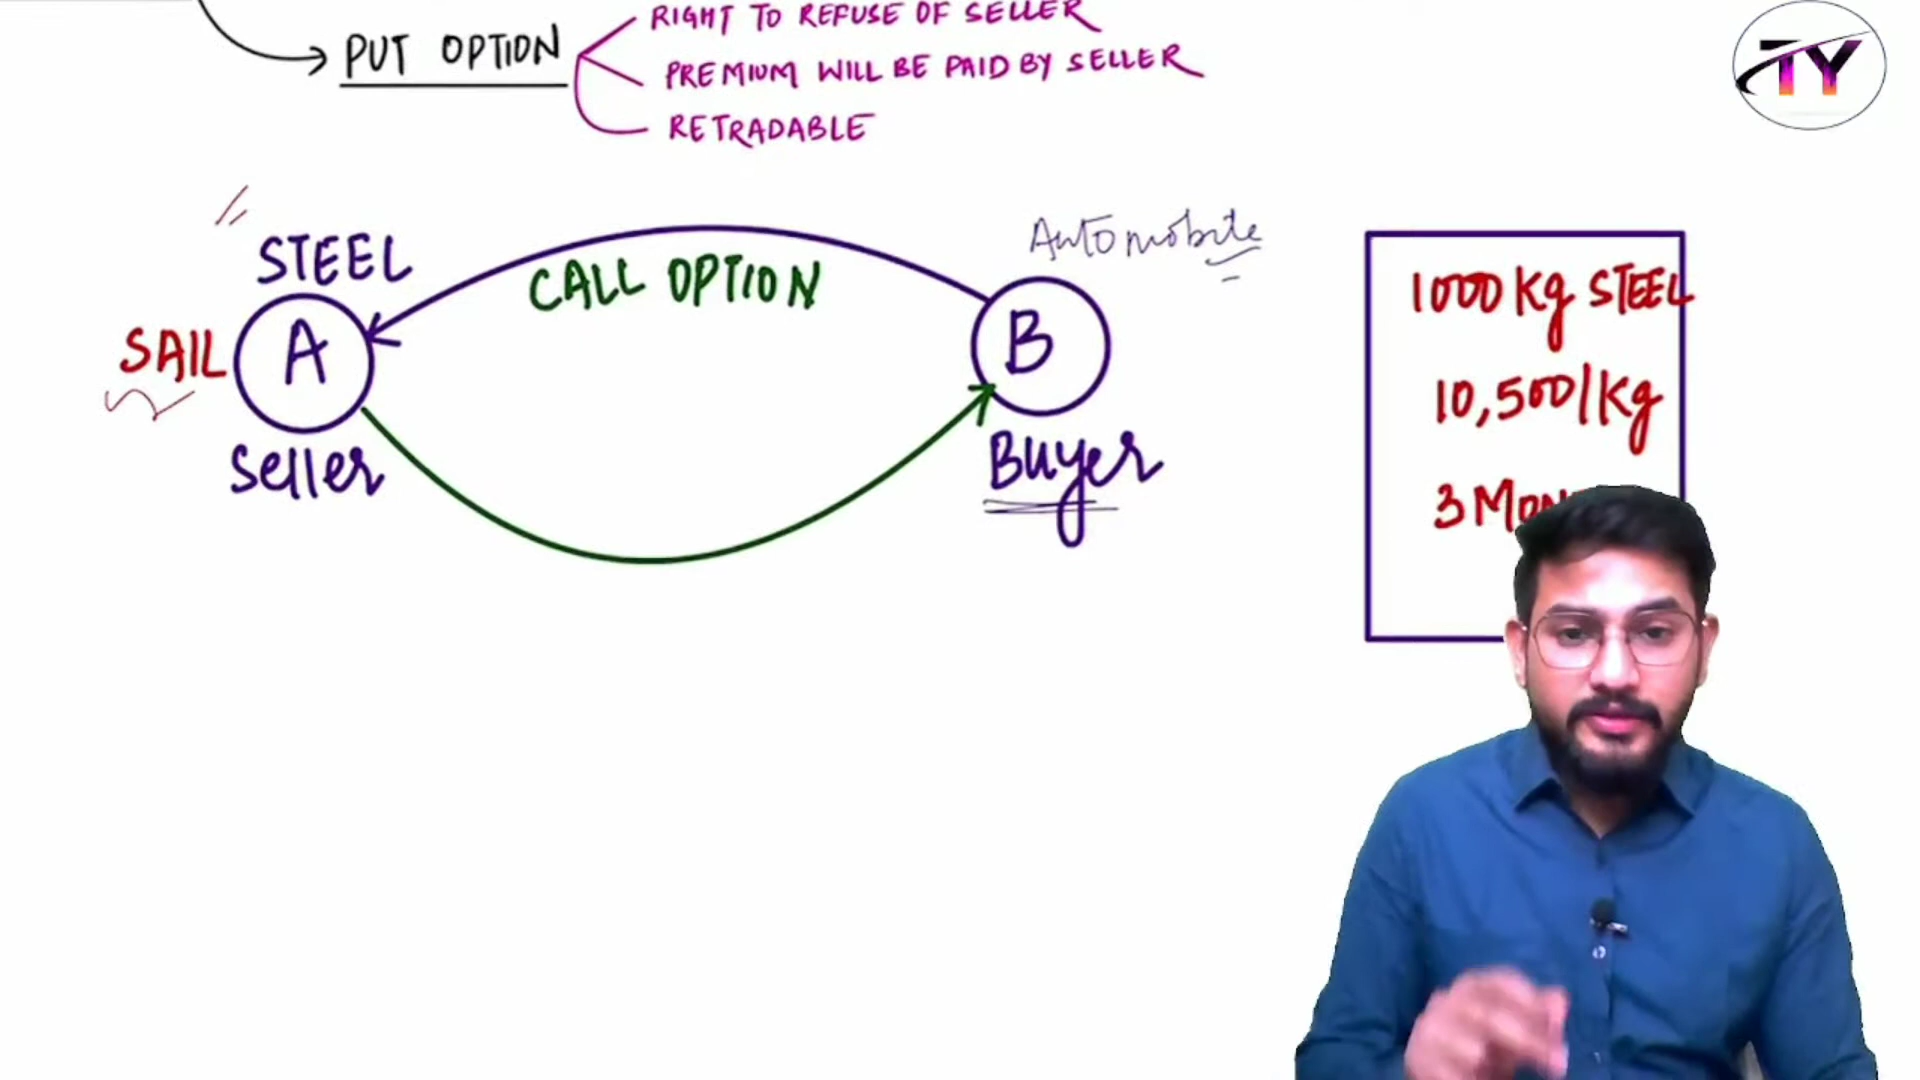 RIGHT TO REFUSE OF SELLER
PUT OPTION
PREMIUM WILL BE PAID BY SELLER
RETRADABLE
TY
STEEL
CALL OPTION
Automobile
SAIL
A
B
Seller
Buyer
1000 Kg STEEL
10,500/Kg
3